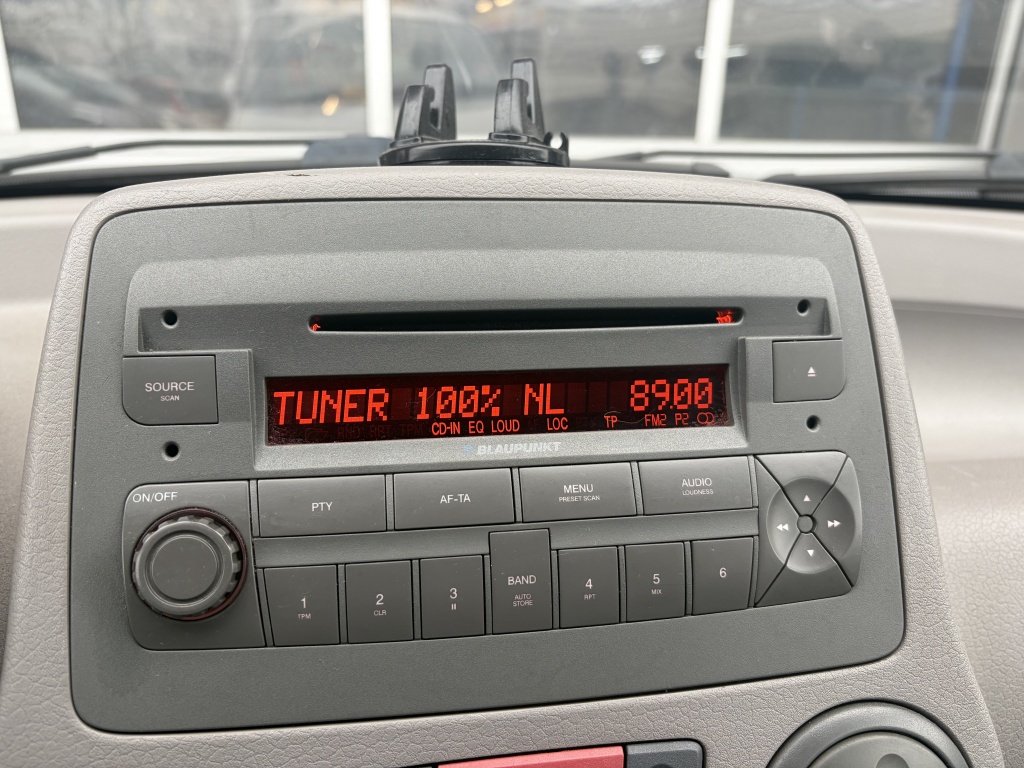 SOURCE
SCAN
TUNER 100% NL 89.00
CD-IN EQ LOUD LOC TP FM2 P2
BLAUPUNKT
ON/OFF
PTY
AF-TA
MENU
PRESET SCAN
AUDIO
LOUDNESS
1
TPM
2
CLR
3
BAND
AUTO
STORE
4
RPT
5
MIX
6